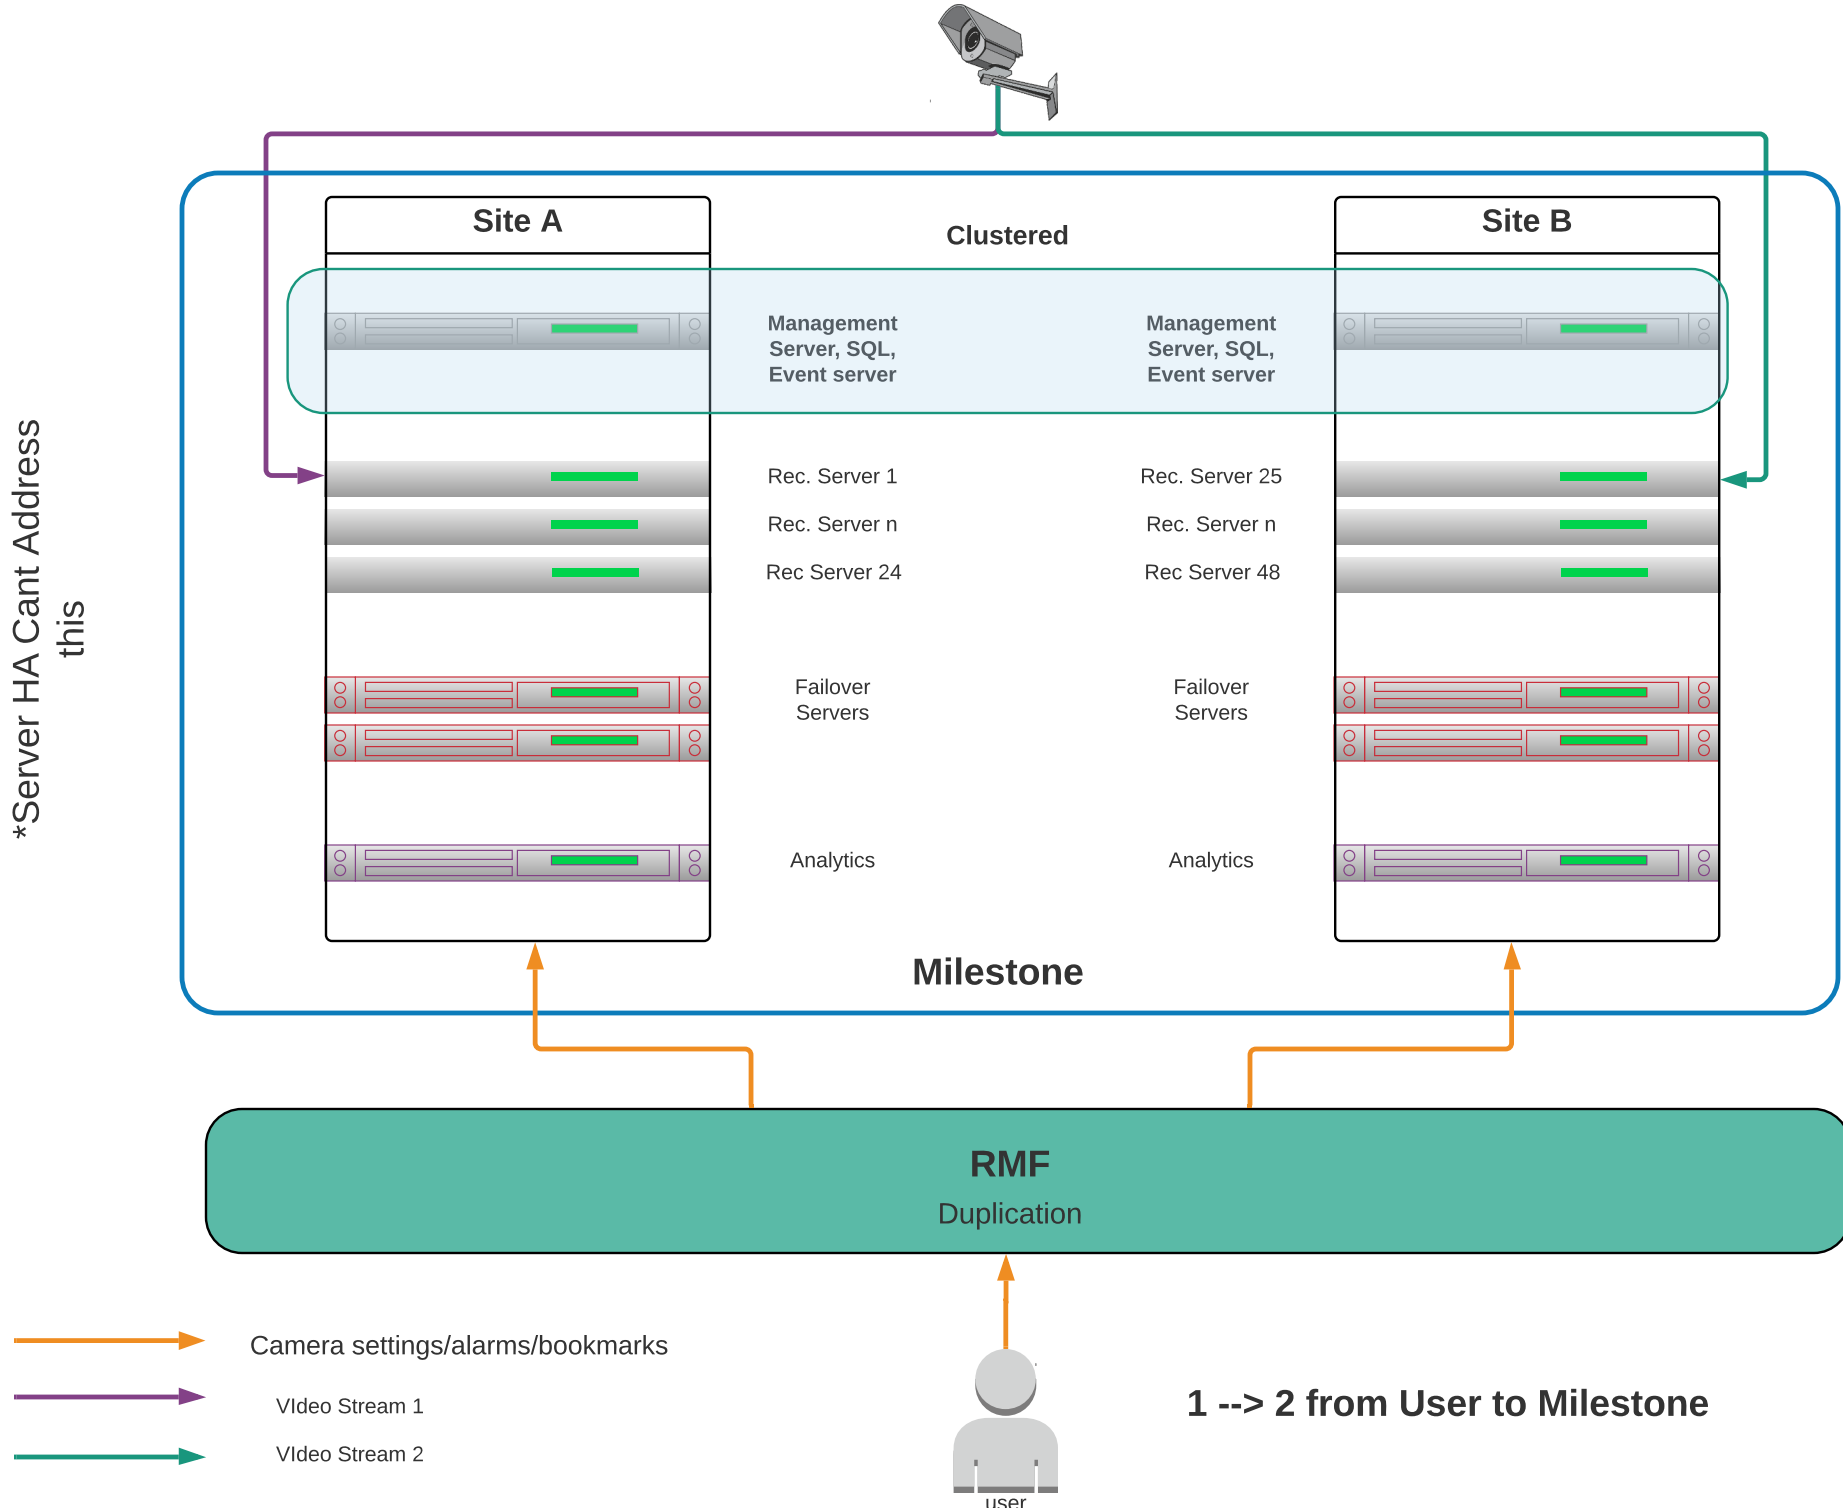 Site A
Clustered
Site B
Management
Server, SQL,
Event server
Management
Server, SQL,
Event server
Rec. Server 1
Rec. Server 25
Rec. Server n
Rec. Server n
Rec Server 24
Rec Server 48
Failover
Servers
Failover
Servers
Analytics
Analytics
Milestone
*Server HA Cant Address
this
RMF
Duplication
Camera settings/alarms/bookmarks
VIdeo Stream 1
VIdeo Stream 2
1 --> 2 from User to Milestone
user